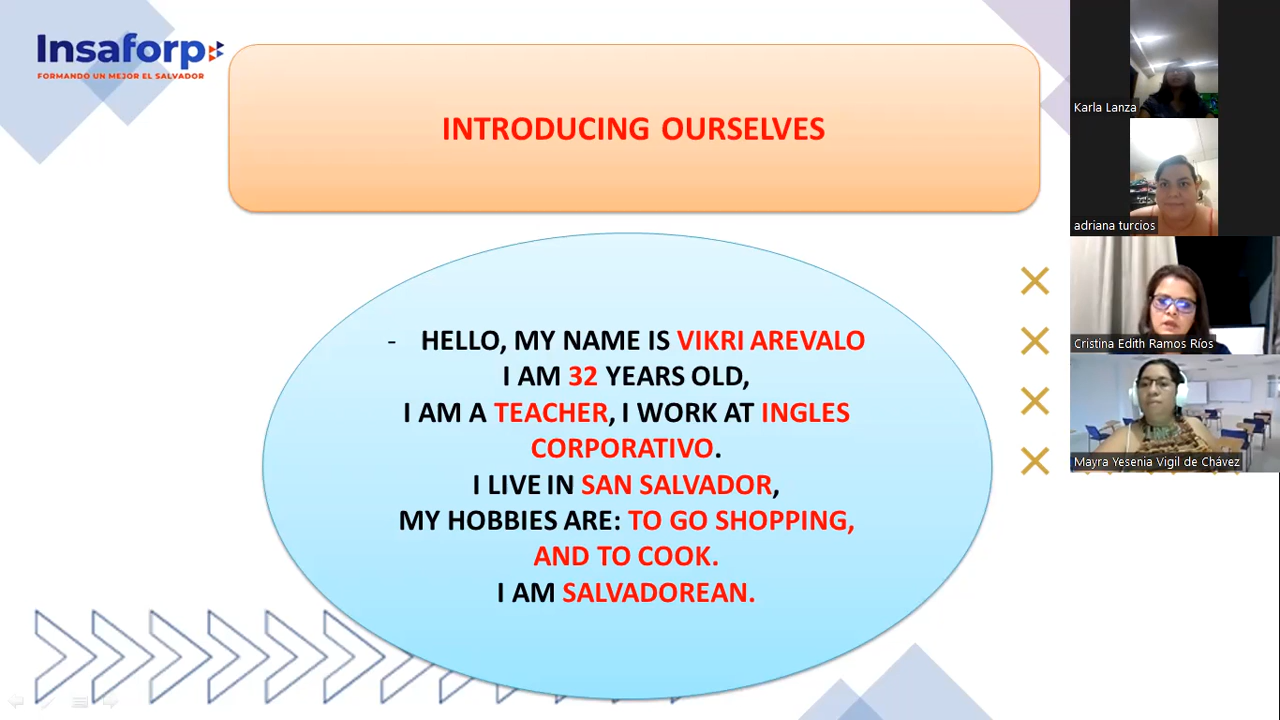 Insaforp
FORMANDO UN MEJOR EL SALVADOR
INTRODUCING OURSELVES
- HELLO, MY NAME IS VIKRI AREVALO
I AM 32 YEARS OLD,
I AM A TEACHER, I WORK AT INGLES
CORPORATIVO.
I LIVE IN SAN SALVADOR,
MY HOBBIES ARE: TO GO SHOPPING,
AND TO COOK.
I AM SALVADOREAN.
Karla Lanza
adriana turcios
Cristina Edith Ramos Ríos
Mayra Yesenia Vigil de Chávez